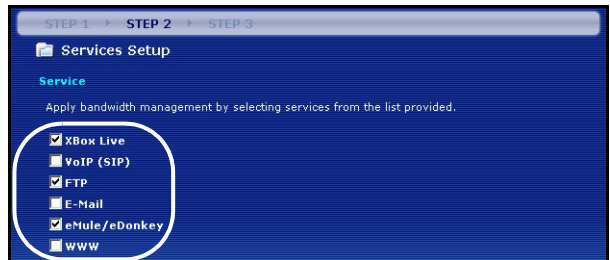 STEP 1 STEP 2 STEP 3
Services Setup
Service
Apply bandwidth management by selecting services from the list provided.
XBox Live
VoIP (SIP)
FTP
E-Mail
eMule/eDonkey
WWW